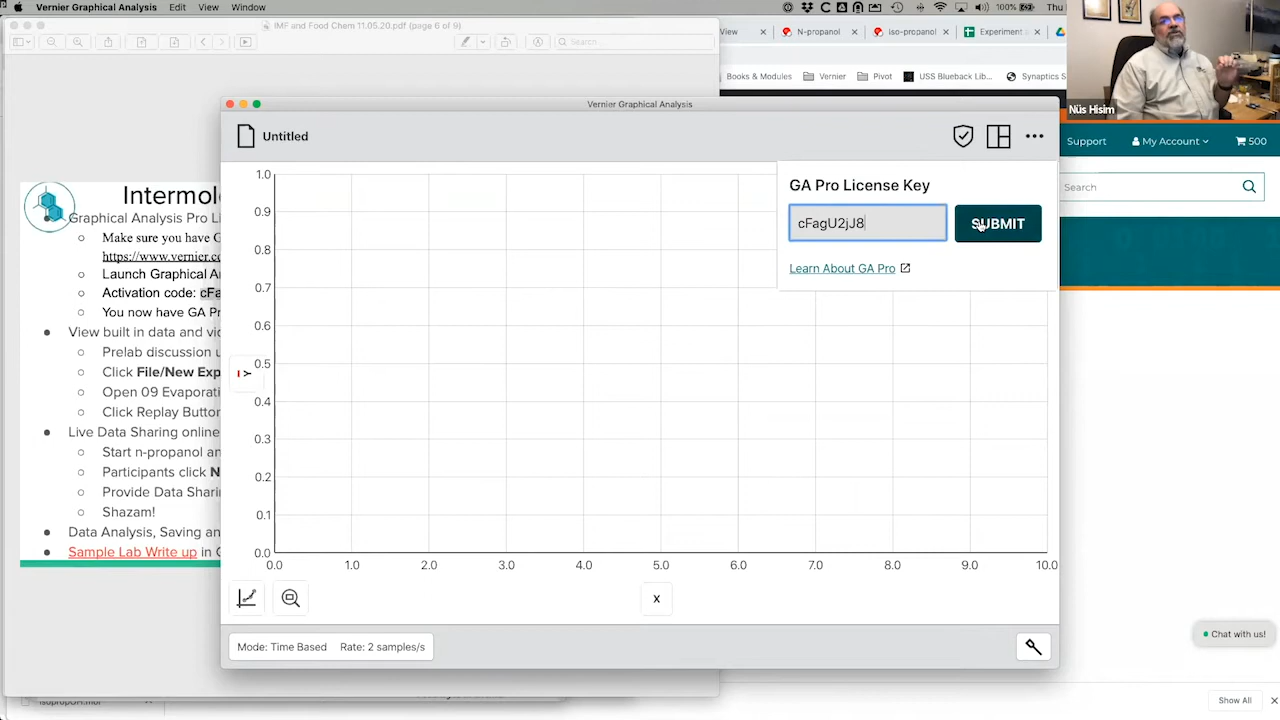 Vernier Graphical Analysis Edit View Window 100% Thu
IMF and Food Chem 11.05.20.pdf (page 6 of 9)
Search
View N-propanol iso-propanol Experiment
Books & Modules Vernier Pivot USS Blueback Lib... Synaptics S
Nüs Hisim
Support My Account 500
Search
Intermol
Graphical Analysis Pro Li
Make sure you have G
https://www.vernier.co
Launch Graphical A
Activation code: cFa
You now have GA Pr
View built in data and vid
Prelab discussion u
Click File/New Exp
Open 09 Evaporati
Click Replay Button
Live Data Sharing online
Start n-propanol an
Participants click N
Provide Data Sharin
Shazam!
Data Analysis, Saving an
Sample Lab Write up in G
Vernier Graphical Analysis
Untitled
GA Pro License Key
cFagU2jJ8
SUBMIT
Learn About GA Pro
1.0
0.9
0.8
0.7
0.6
0.5
0.4
0.3
0.2
0.1
0.0
Y
0.0 1.0 2.0 3.0 4.0 5.0 6.0 7.0 8.0 9.0 10.0
x
Mode: Time Based Rate: 2 samples/s
Chat with us!
Show All